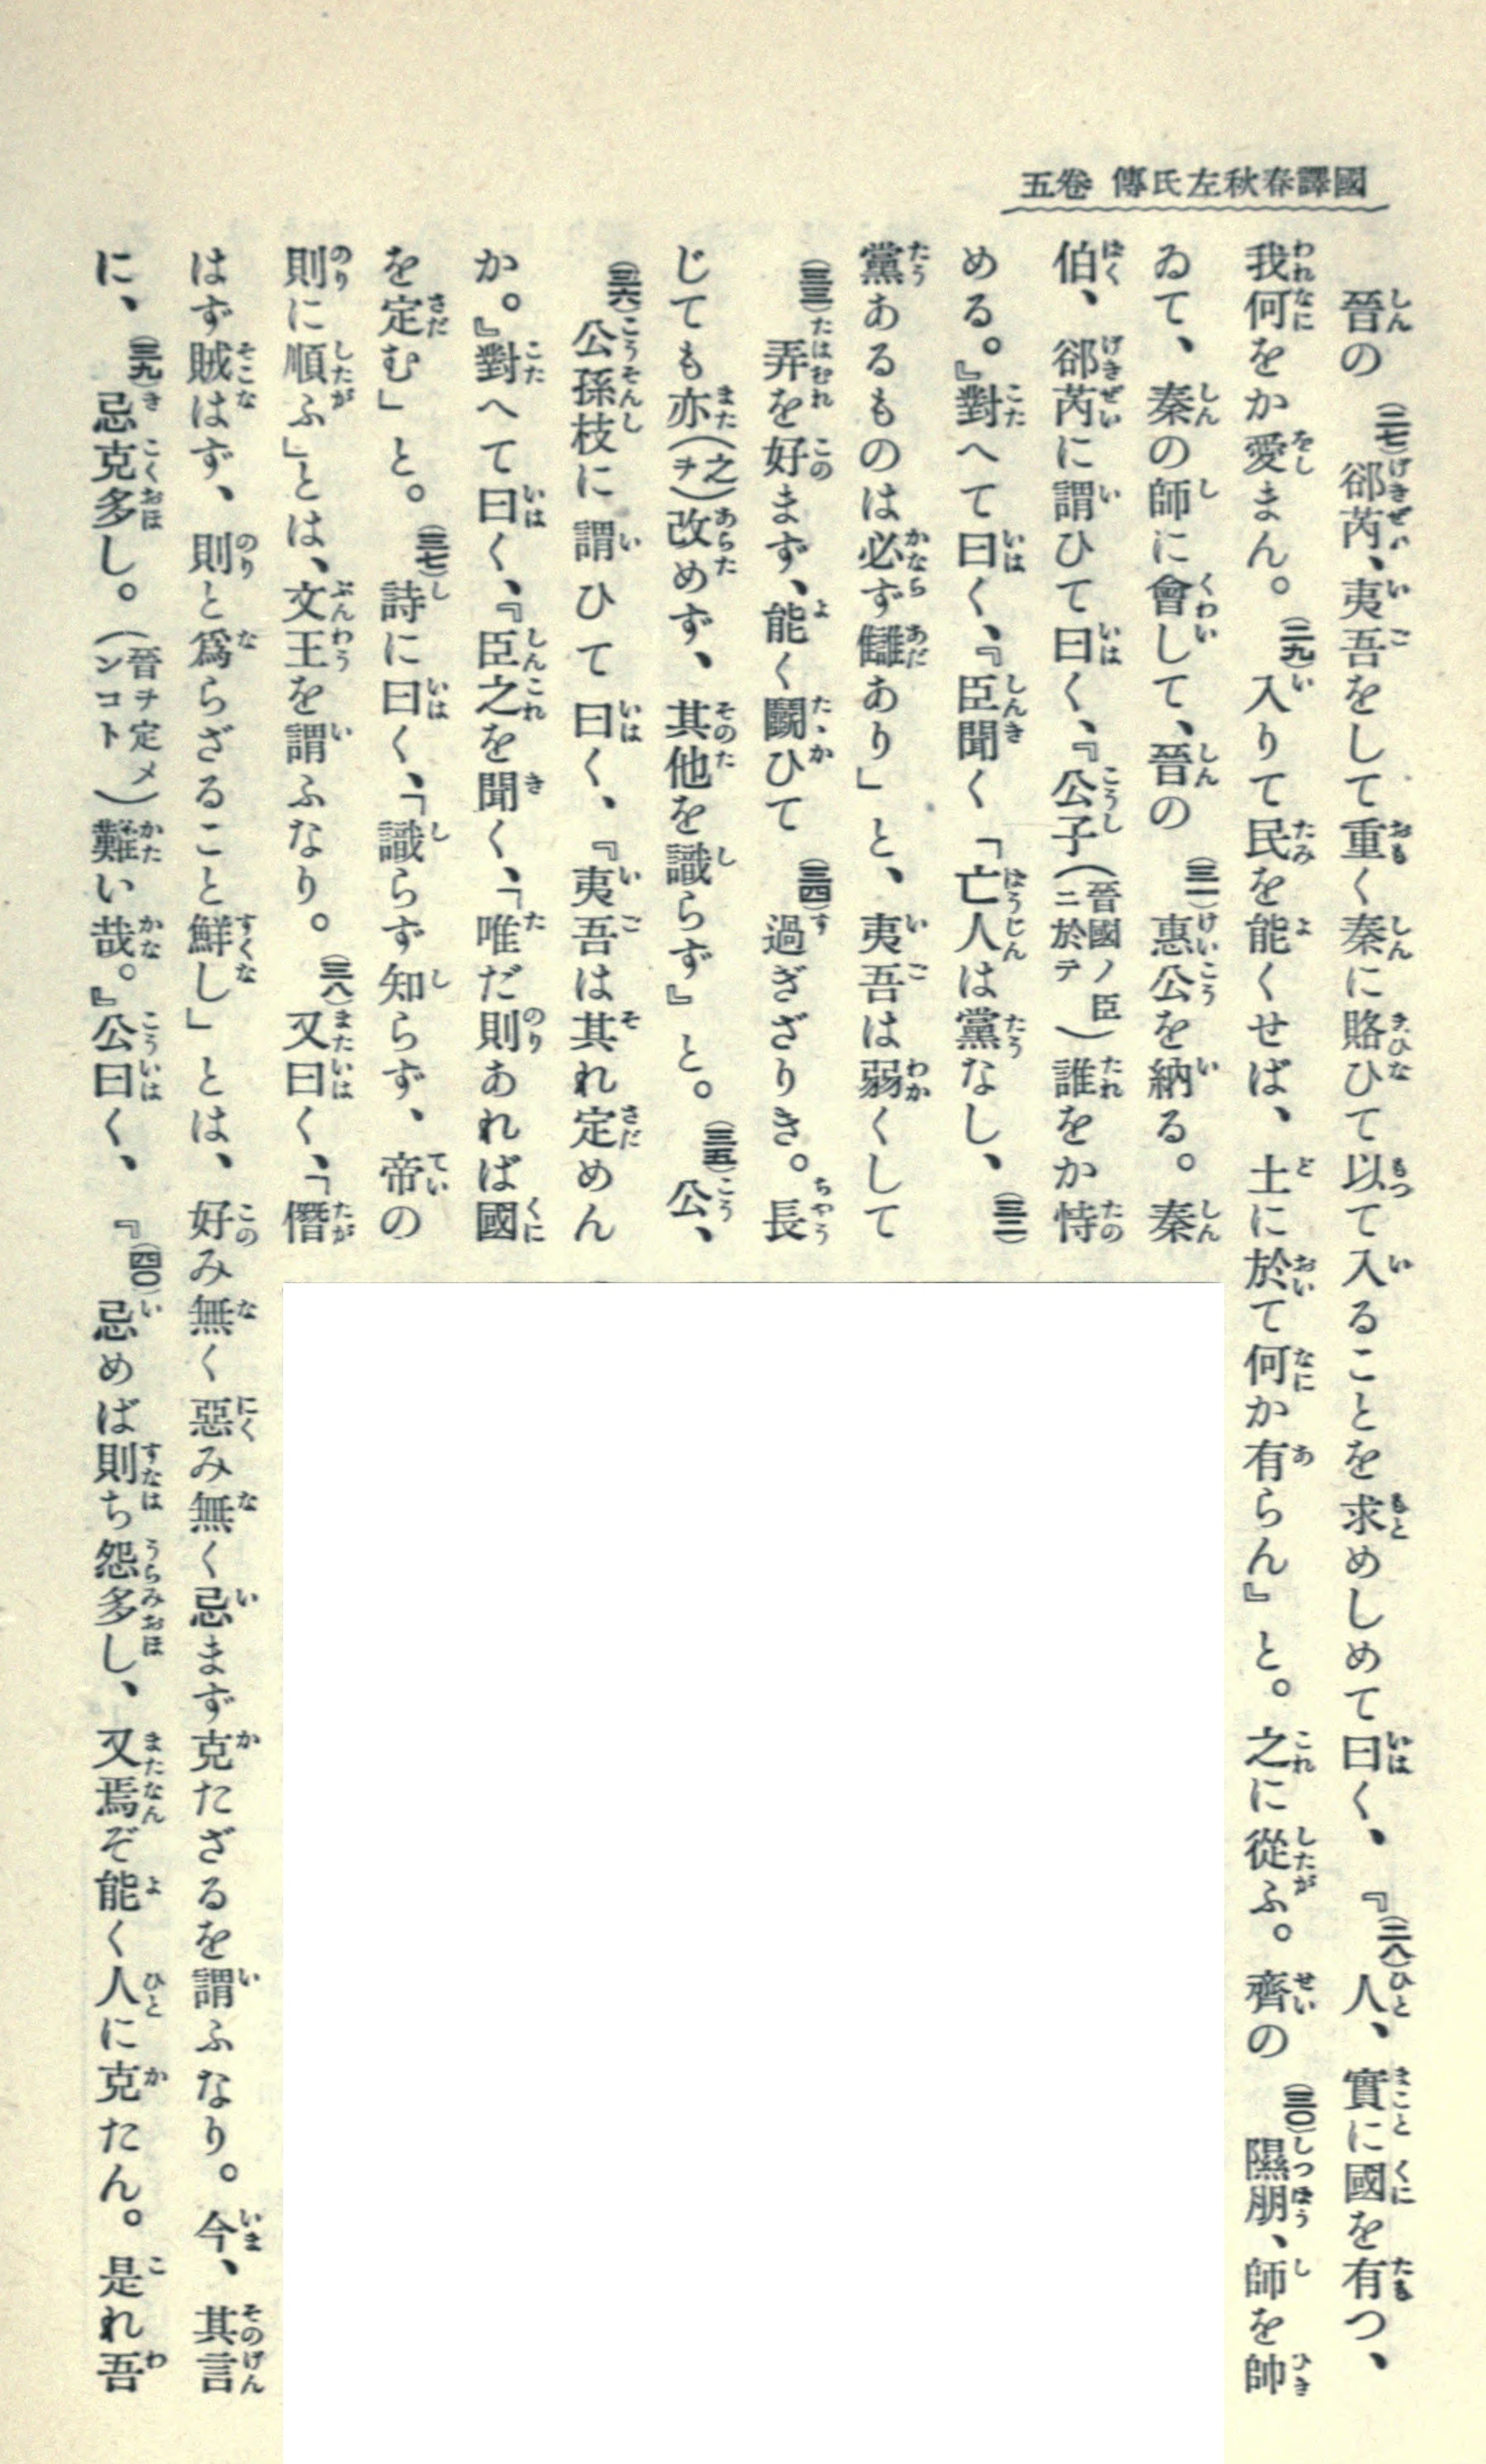 國譯春秋左氏傳 卷五
晉の(二七)郤芮、夷吾をして重く秦に賂ひて以て入ることを求めしめて曰く、『(二八)人、實に國を有つ、
我何をか愛まん。(二九)入りて民を能くせば、土に於て何か有らん』と。之に從ふ。齊の(三〇)隰朋、師を帥
ゐて、秦の師に會して、晉の(三一)惠公を納る。秦
伯、郤芮に謂ひて曰く、『公子(晉國ノ臣ニ於テ)誰をか恃
める。』對へて曰く、『臣聞く「亡人は黨なし、(三二)
黨あるものは必ず讎あり」と、夷吾は弱くして
(三三)弄を好まず、能く鬬ひて(三四)過ぎざりき。長
じても亦(之ヲ)改めず、其他を識らず』と。(三五)公、
(三六)公孫枝に謂ひて曰く、『夷吾は其れ定めん
か。』對へて曰く、『臣之を聞く、「唯だ則あれば國
を定む」と。(三七)詩に曰く、「識らず知らず、帝の
則に順ふ」とは、文王を謂ふなり。(三八)又曰く、「僭
はず賊はず、則と爲らざること鮮し」とは、好み無く惡み無く忌まず克たざるを謂ふなり。今、其言
に、(三九)忌克多し。(晉ヲ定メンコト)難い哉。』公曰く、『(四〇)忌めば則ち怨多し、又焉ぞ能く人に克たん。是れ吾